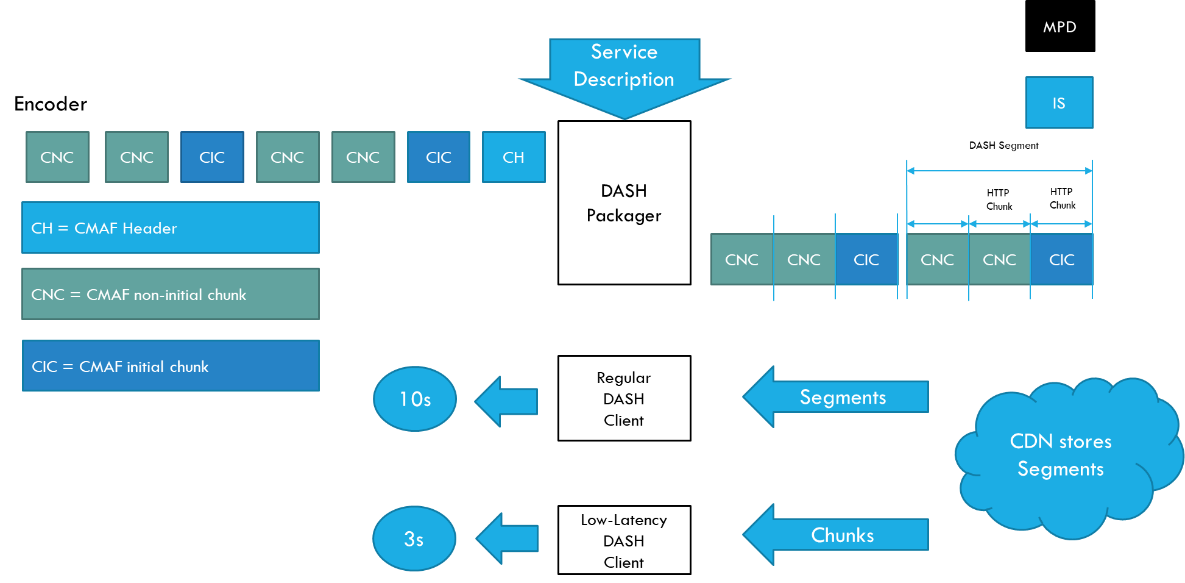 MPD
Service
Description
IS
Encoder
DASH Segment
CNC CNC CIC CNC CNC CIC CH
DASH
Packager
HTTP
Chunk
HTTP
Chunk
CH = CMAF Header
CNC CNC CIC CNC CNC CIC
CNC = CMAF non-initial chunk
CIC = CMAF initial chunk
10s
Regular
DASH
Client
Segments
CDN stores
Segments
3s
Low-Latency
DASH
Client
Chunks